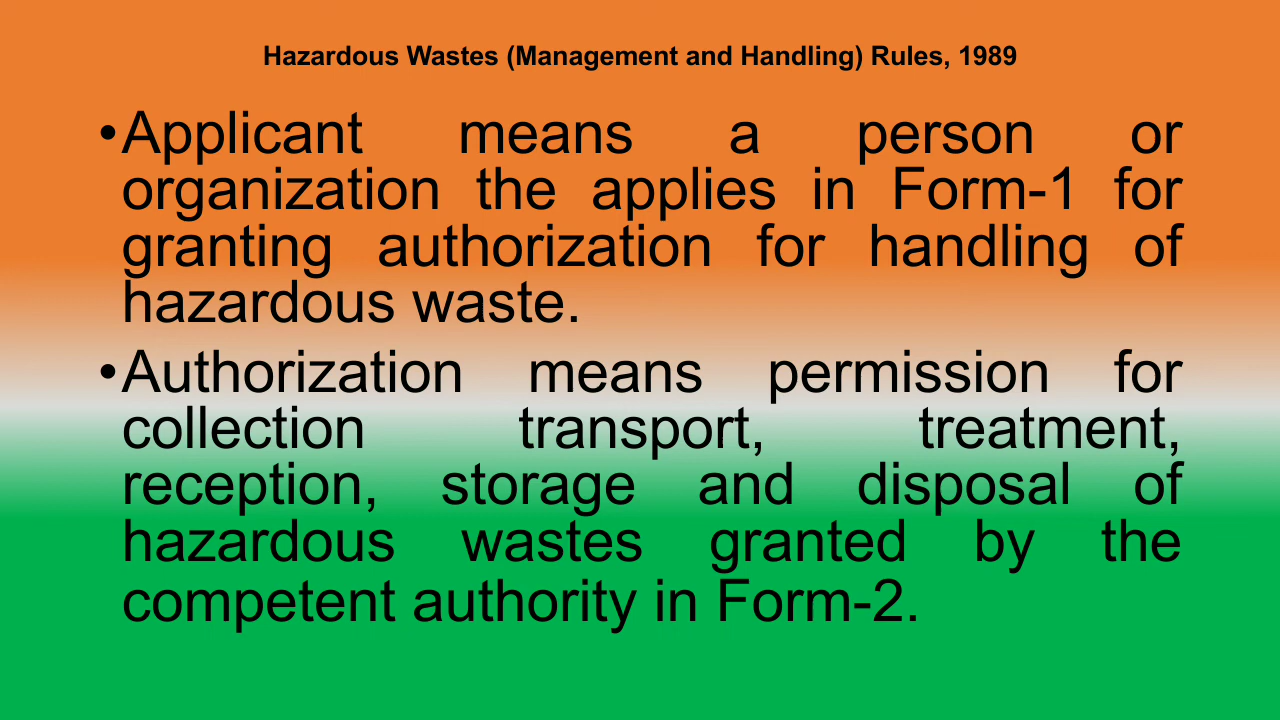 Hazardous Wastes (Management and Handling) Rules, 1989
•Applicant means a person or
organization the applies in Form-1 for
granting authorization for handling of
hazardous waste.
•Authorization means permission for
collection transport, treatment,
reception, storage and disposal of
hazardous wastes granted by the
competent authority in Form-2.